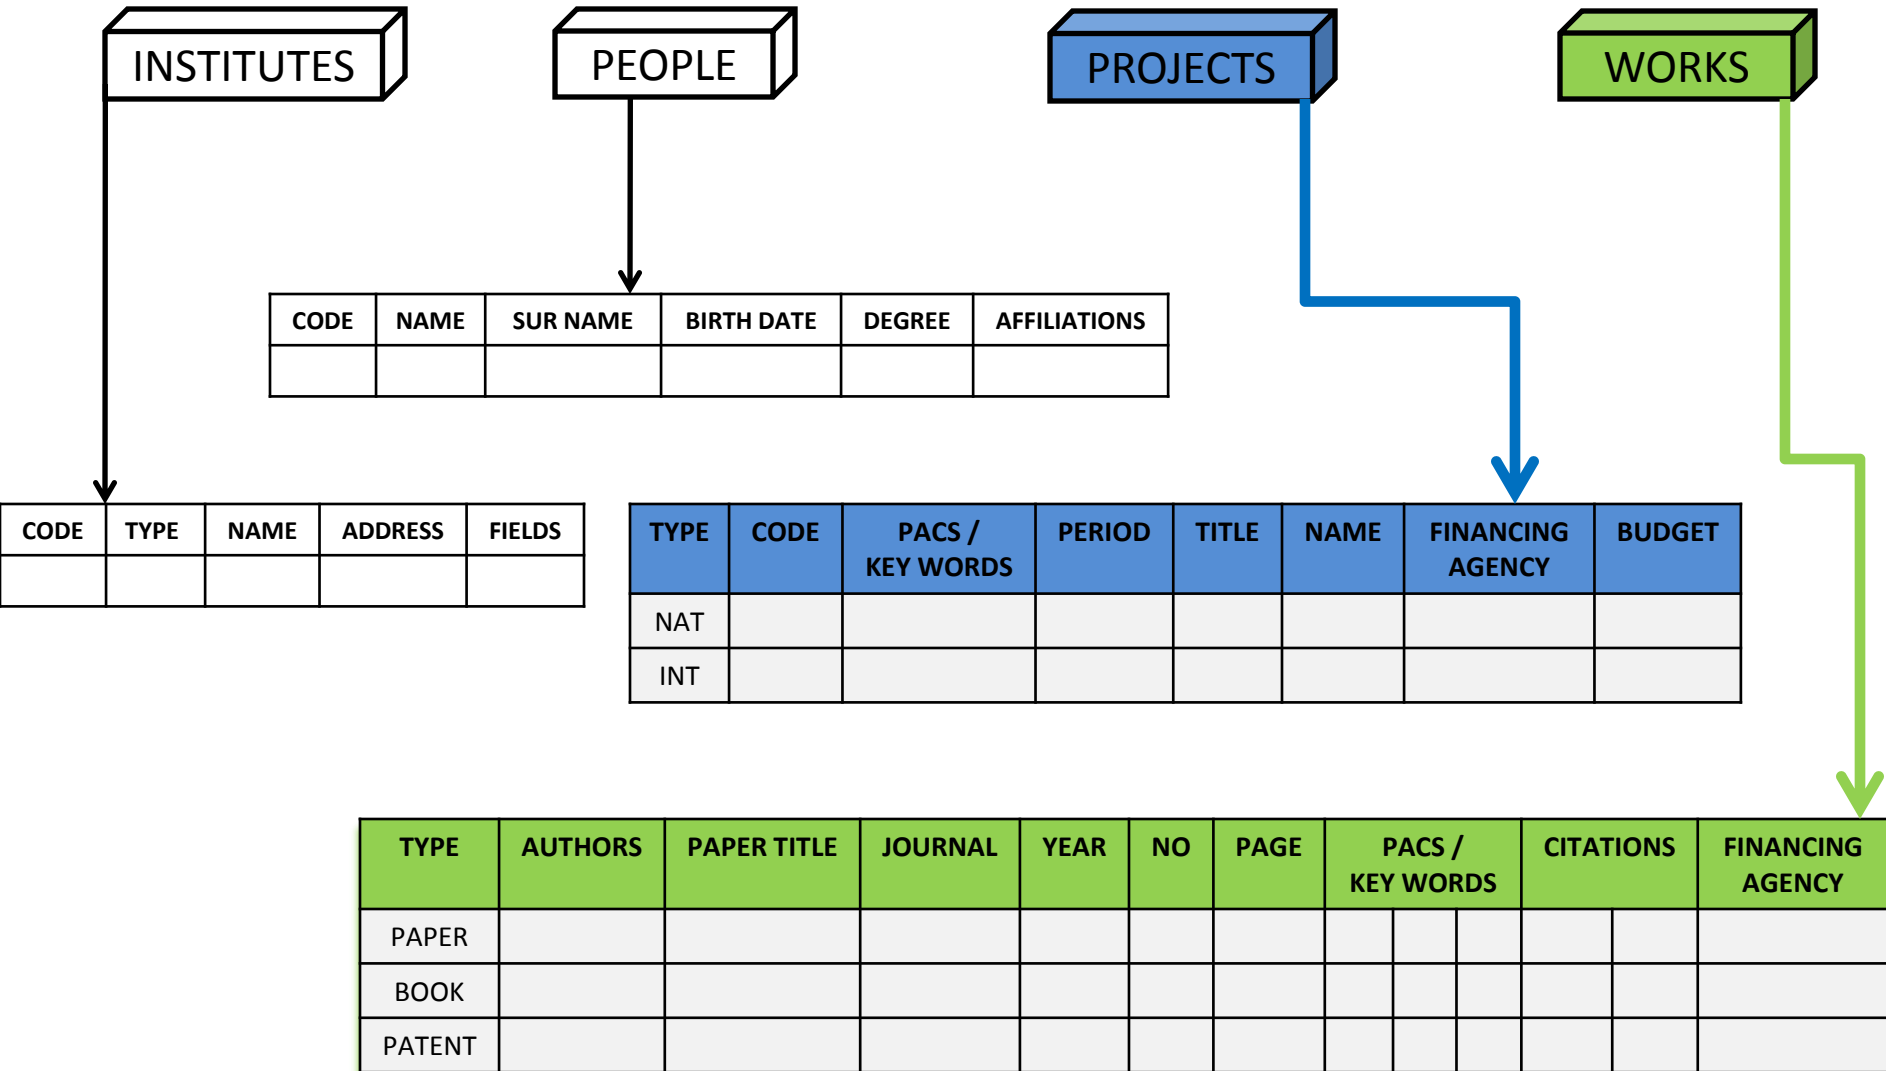 INSTITUTES PEOPLE PROJECTS WORKS
CODE NAME SUR NAME BIRTH DATE DEGREE AFFILIATIONS
CODE TYPE NAME ADDRESS FIELDS
TYPE CODE PACS / PERIOD TITLE NAME FINANCING BUDGET
KEY WORDS AGENCY
NAT
INT
TYPE AUTHORS PAPER TITLE JOURNAL YEAR NO PAGE PACS / CITATIONS FINANCING
KEY WORDS AGENCY
PAPER
BOOK
PATENT